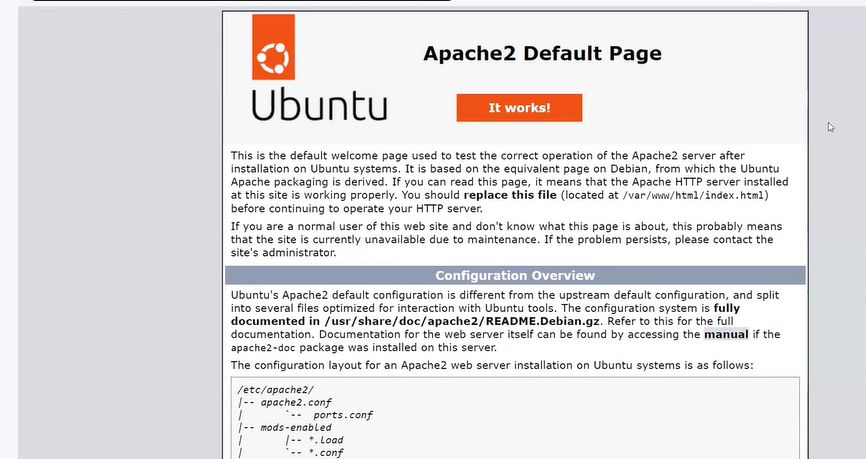 Apache2 Default Page
Ubuntu
It works!
This is the default welcome page used to test the correct operation of the Apache2 server after
installation on Ubuntu systems. It is based on the equivalent page on Debian, from which the Ubuntu
Apache packaging is derived. If you can read this page, it means that the Apache HTTP server installed
at this site is working properly. You should replace this file (located at /var/www/html/index.html)
before continuing to operate your HTTP server.
If you are a normal user of this web site and don't know what this page is about, this probably means
that the site is currently unavailable due to maintenance. If the problem persists, please contact the
site's administrator.
Configuration Overview
Ubuntu's Apache2 default configuration is different from the upstream default configuration, and split
into several files optimized for interaction with Ubuntu tools. The configuration system is fully
documented in /usr/share/doc/apache2/README.Debian.gz. Refer to this for the full
documentation. Documentation for the web server itself can be found by accessing the manual if the
apache2-doc package was installed on this server.
The configuration layout for an Apache2 web server installation on Ubuntu systems is as follows:
/etc/apache2/
|-- apache2.conf
|       `--  ports.conf
|-- mods-enabled
|       |-- *.load
|       `-- *.conf